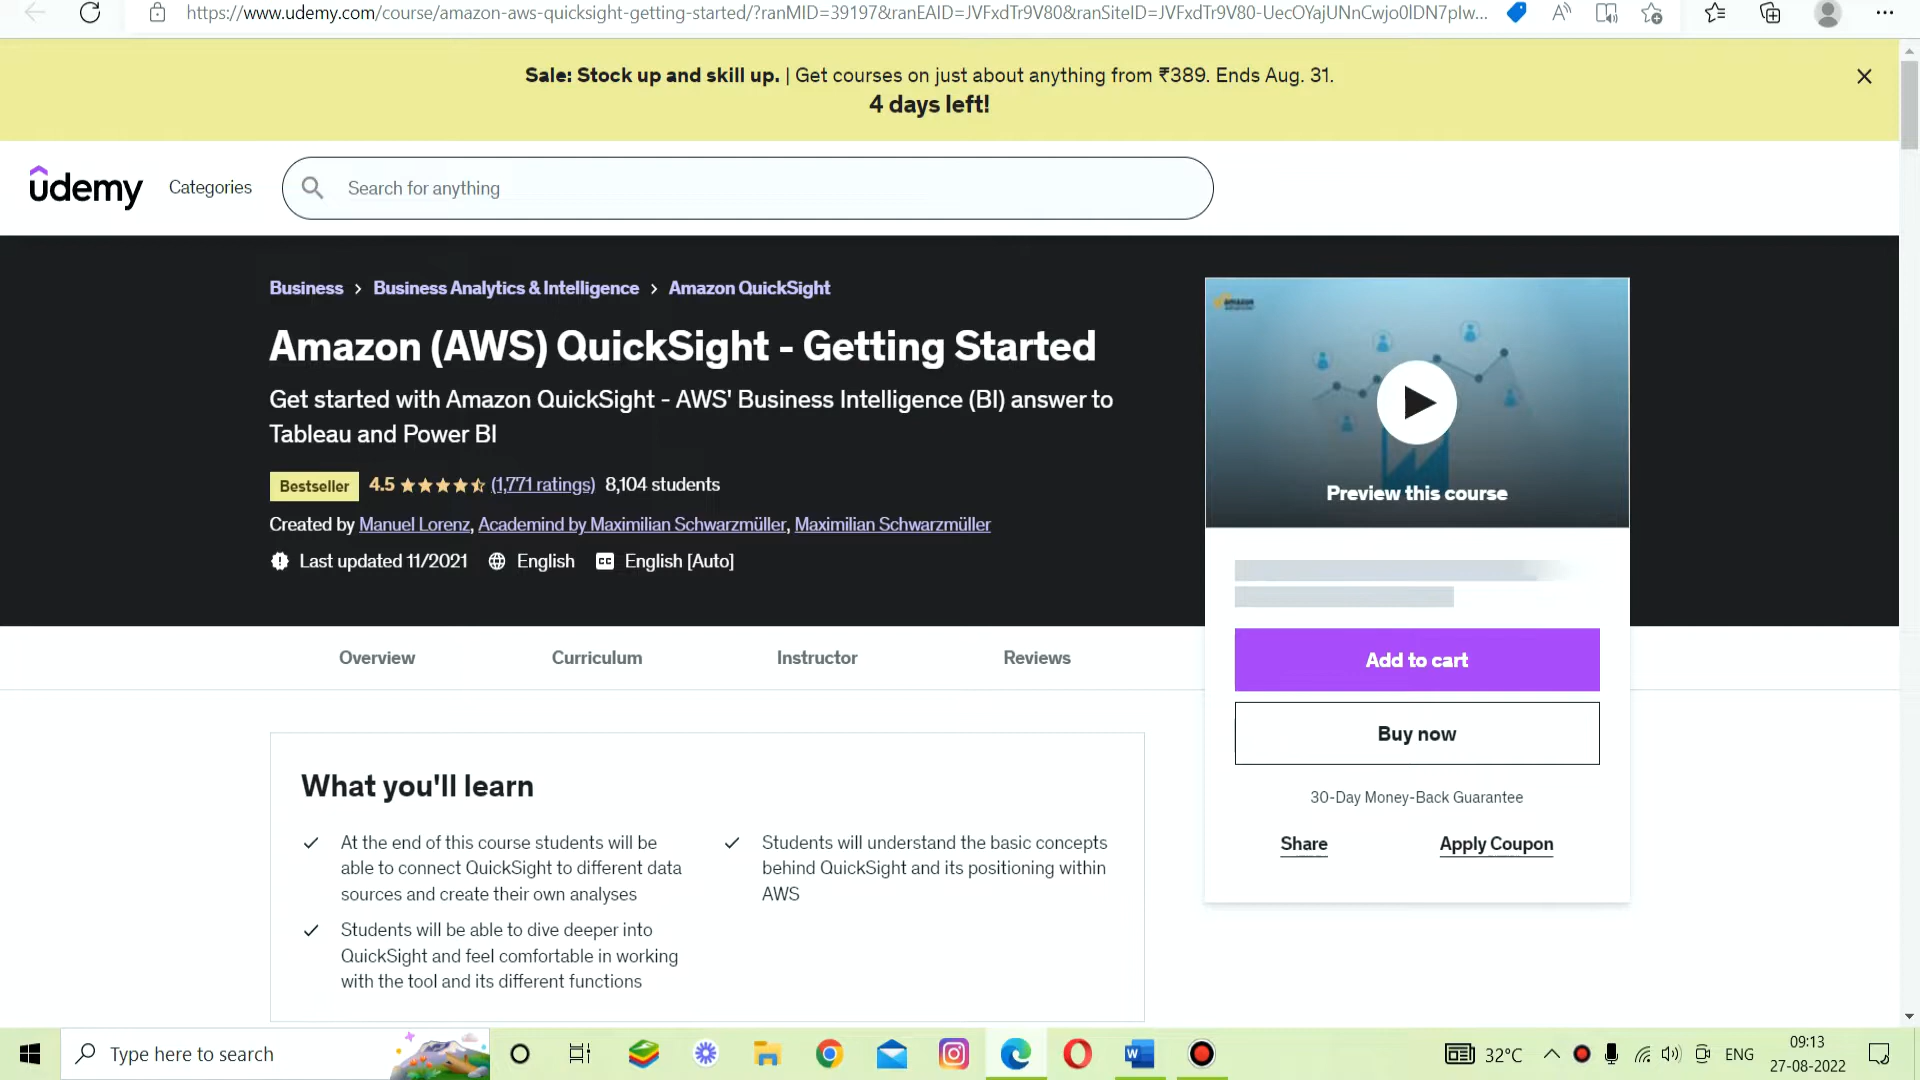 https://www.udemy.com/course/amazon-aws-quicksight-getting-started/?ranMID=39197&ranEAID=JVFxdTr9V80&ranSiteID=JVFxdTr9V80-UecOYajUNnCwjo0lDN7pIw...
Sale: Stock up and skill up. | Get courses on just about anything from ₹389. Ends Aug. 31.
4 days left!
udemy
Categories
Search for anything
Business > Business Analytics & Intelligence > Amazon QuickSight
Amazon (AWS) QuickSight - Getting Started
Get started with Amazon QuickSight - AWS' Business Intelligence (BI) answer to
Tableau and Power BI
Bestseller 4.5 (1,771 ratings) 8,104 students
Created by Manuel Lorenz, Academind by Maximilian Schwarzmüller, Maximilian Schwarzmüller
Last updated 11/2021 English CC English [Auto]
amazon
Preview this course
Add to cart
Buy now
30-Day Money-Back Guarantee
Share Apply Coupon
Overview Curriculum Instructor Reviews
What you'll learn
At the end of this course students will be
able to connect QuickSight to different data
sources and create their own analyses
Students will be able to dive deeper into
QuickSight and feel comfortable in working
with the tool and its different functions
Students will understand the basic concepts
behind QuickSight and its positioning within
AWS
Type here to search
32°C
ENG
09:13
27-08-2022